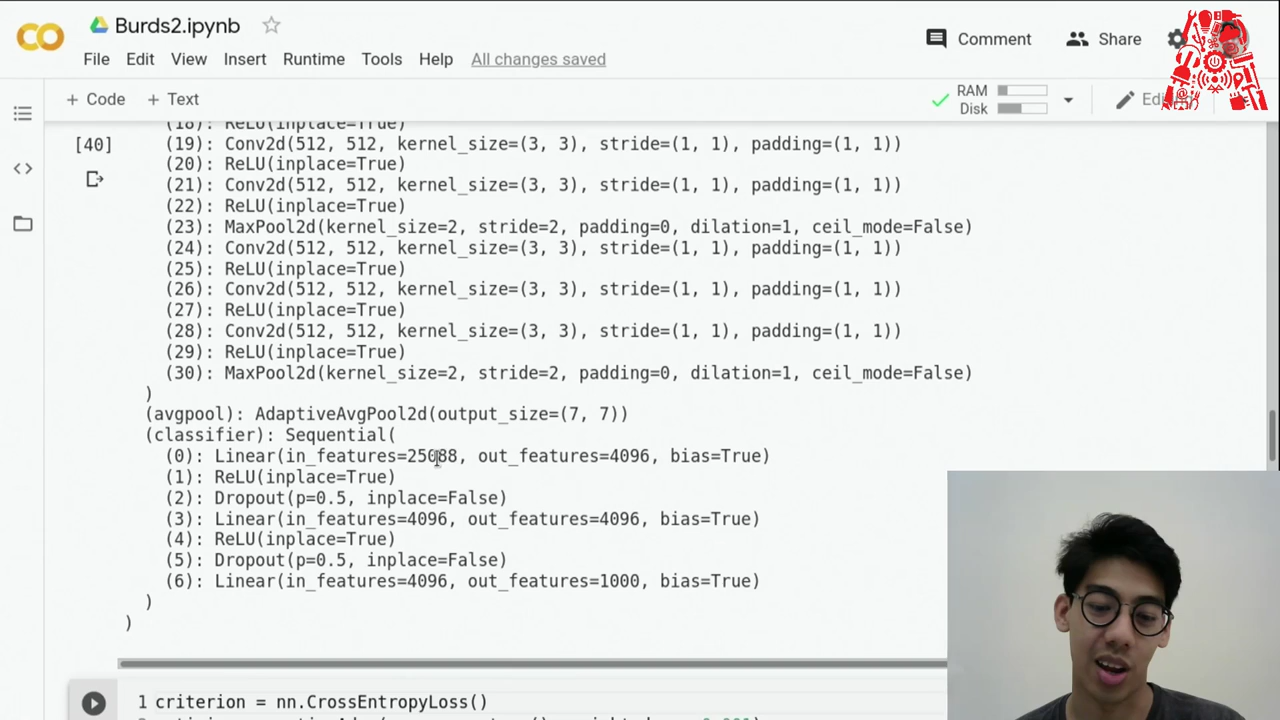 Burds2.ipynb
File Edit View Insert Runtime Tools Help All changes saved
Comment Share
+ Code + Text
RAM
Disk
[40]
(18): ReLU(inplace=True)
(19): Conv2d(512, 512, kernel_size=(3, 3), stride=(1, 1), padding=(1, 1))
(20): ReLU(inplace=True)
(21): Conv2d(512, 512, kernel_size=(3, 3), stride=(1, 1), padding=(1, 1))
(22): ReLU(inplace=True)
(23): MaxPool2d(kernel_size=2, stride=2, padding=0, dilation=1, ceil_mode=False)
(24): Conv2d(512, 512, kernel_size=(3, 3), stride=(1, 1), padding=(1, 1))
(25): ReLU(inplace=True)
(26): Conv2d(512, 512, kernel_size=(3, 3), stride=(1, 1), padding=(1, 1))
(27): ReLU(inplace=True)
(28): Conv2d(512, 512, kernel_size=(3, 3), stride=(1, 1), padding=(1, 1))
(29): ReLU(inplace=True)
(30): MaxPool2d(kernel_size=2, stride=2, padding=0, dilation=1, ceil_mode=False)
)
(avgpool): AdaptiveAvgPool2d(output_size=(7, 7))
(classifier): Sequential(
(0): Linear(in_features=25088, out_features=4096, bias=True)
(1): ReLU(inplace=True)
(2): Dropout(p=0.5, inplace=False)
(3): Linear(in_features=4096, out_features=4096, bias=True)
(4): ReLU(inplace=True)
(5): Dropout(p=0.5, inplace=False)
(6): Linear(in_features=4096, out_features=1000, bias=True)
)
)
1 criterion = nn.CrossEntropyLoss()